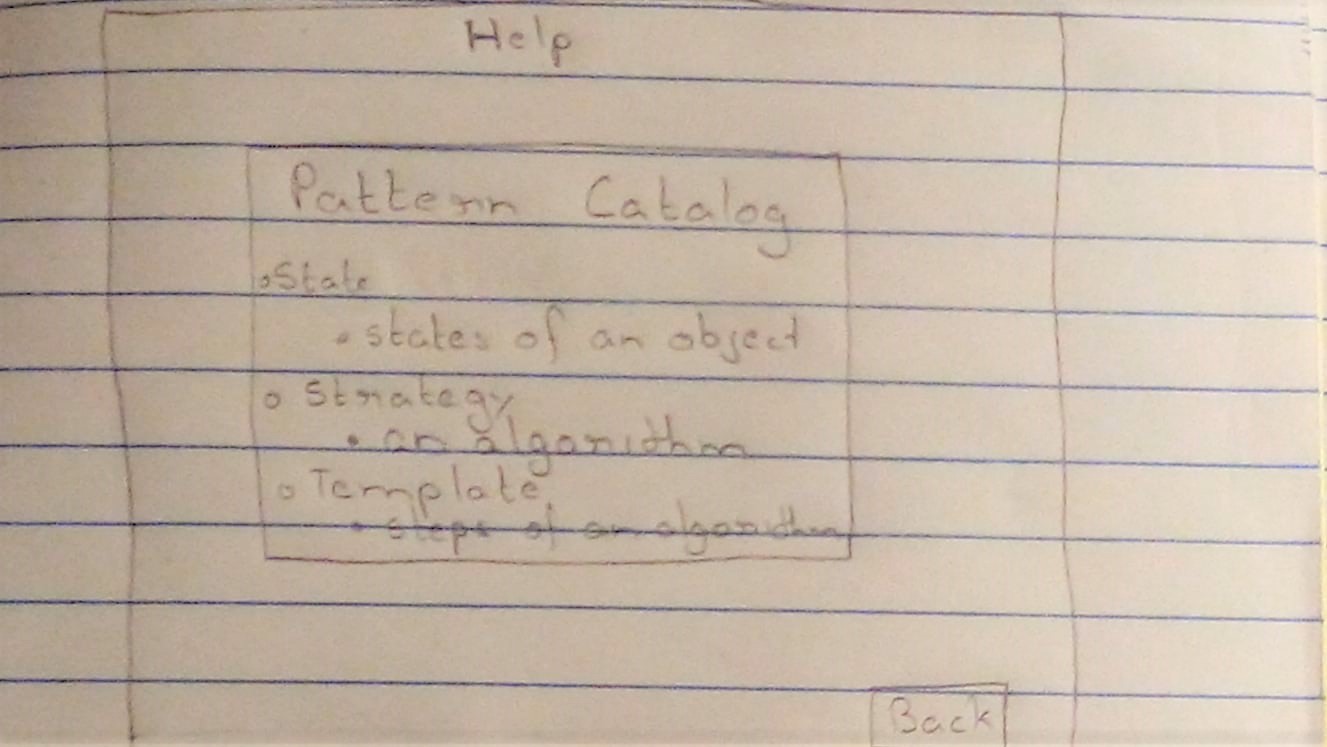 Help
Pattern Catalog
○ State
• states of an object
○ Strategy
• an algorithm
○ Template
• steps of an algorithm
Back